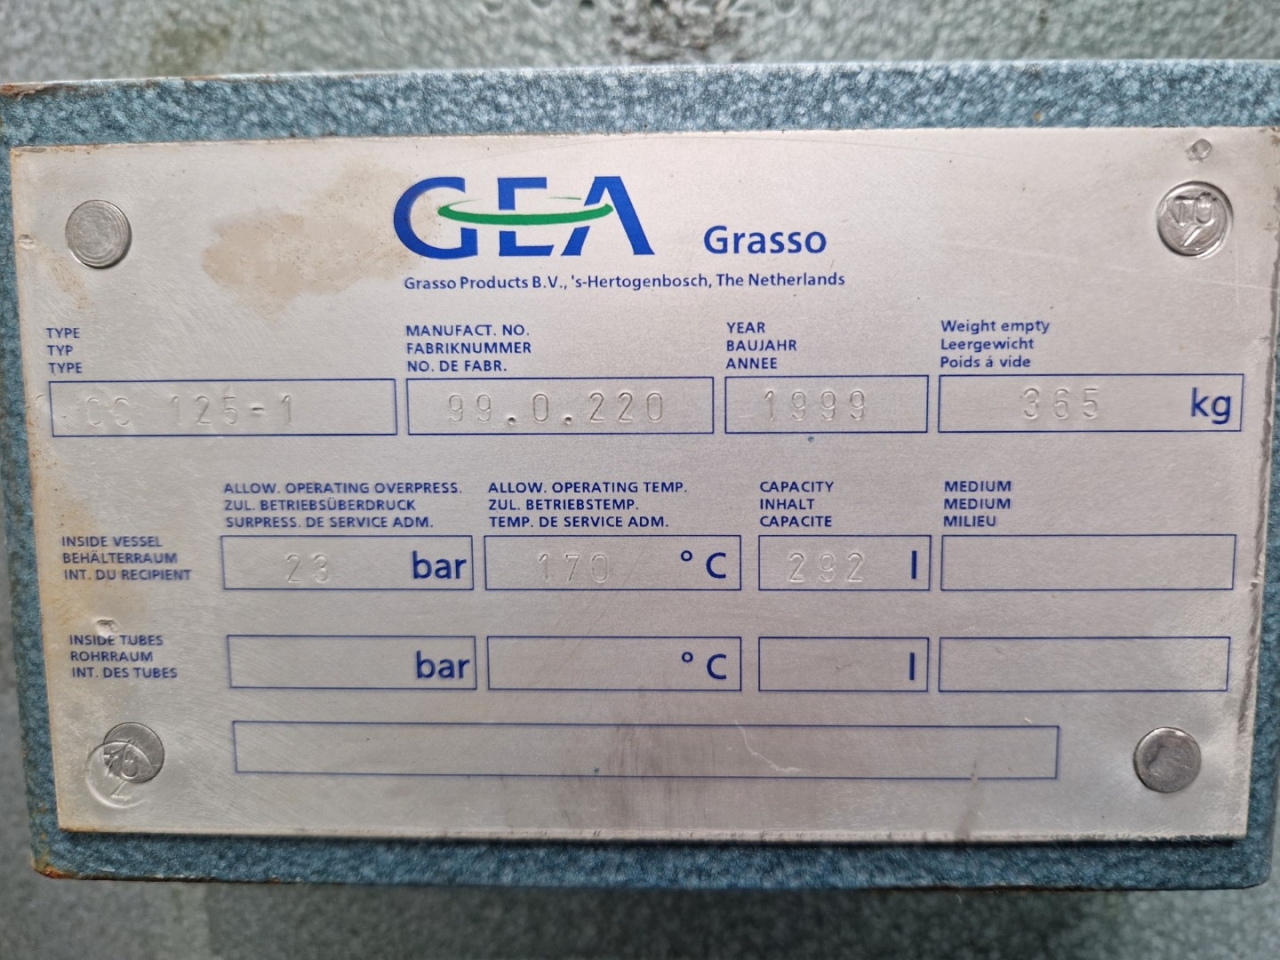 GEA Grasso
Grasso Products B.V., 's-Hertogenbosch, The Netherlands
TYPE
TYP
TYPE
125-1
MANUFACT. NO.
FABRIKNUMMER
NO. DE FABR.
99.0.220
YEAR
BAUJAHR
ANNEE
1999
Weight empty
Leergewicht
Poids á vide
365 kg
ALLOW. OPERATING OVERPRESS.
ZUL. BETRIEBSÜBERDRUCK
SURPRESS. DE SERVICE ADM.
ALLOW. OPERATING TEMP.
ZUL. BETRIEBSTEMP.
TEMP. DE SERVICE ADM.
CAPACITY
INHALT
CAPACITE
MEDIUM
MEDIUM
MILIEU
INSIDE VESSEL
BEHÄLTERRAUM
INT. DU RECIPIENT
23 bar
170 °C
292 l
INSIDE TUBES
ROHRRAUM
INT. DES TUBES
bar
°C
l